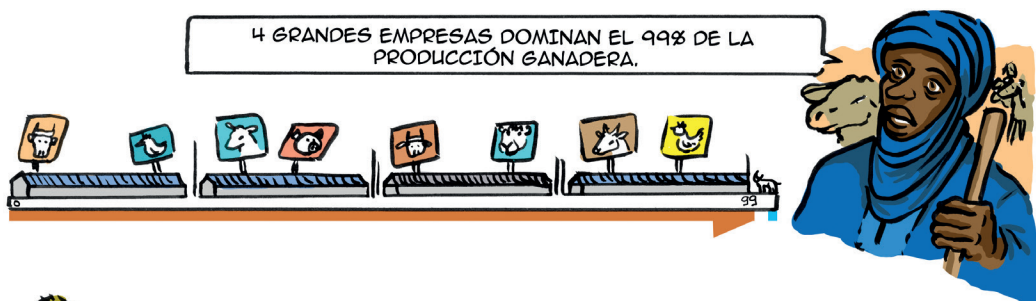 4 GRANDES EMPRESAS DOMINAN EL 99% DE LA
PRODUCCIÓN GANADERA.
0 99